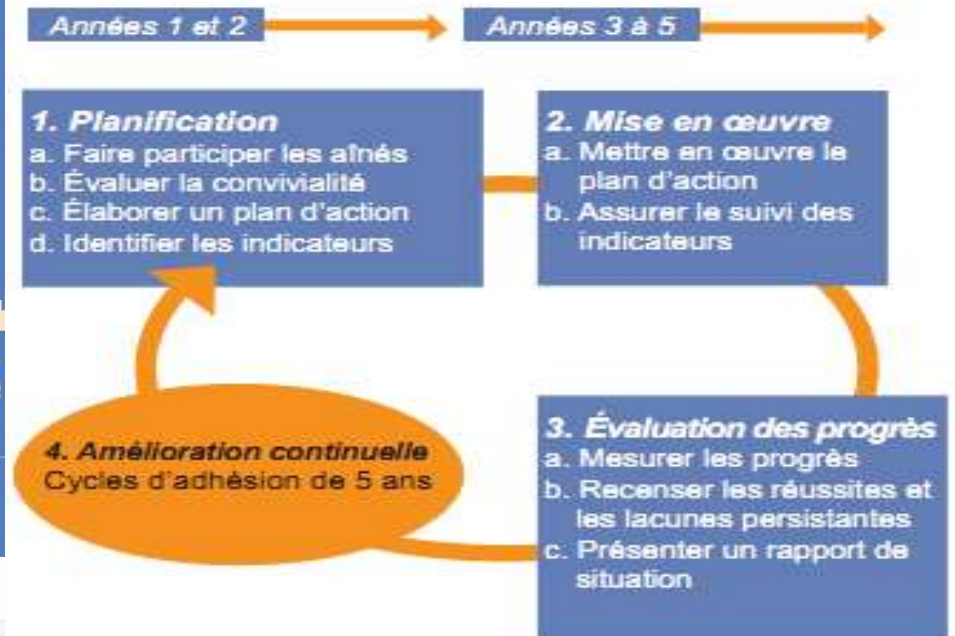 Années 1 et 2
Années 3 à 5
1. Planification
a. Faire participer les aînés
b. Évaluer la convivialité
c. Élaborer un plan d'action
d. Identifier les indicateurs
2. Mise en œuvre
a. Mettre en œuvre le
plan d'action
b. Assurer le suivi des
indicateurs
3. Évaluation des progrès
a. Mesurer les progrès
b. Recenser les réussites et
les lacunes persistantes
c. Présenter un rapport de
situation
4. Amélioration continuelle
Cycles d'adhésion de 5 ans